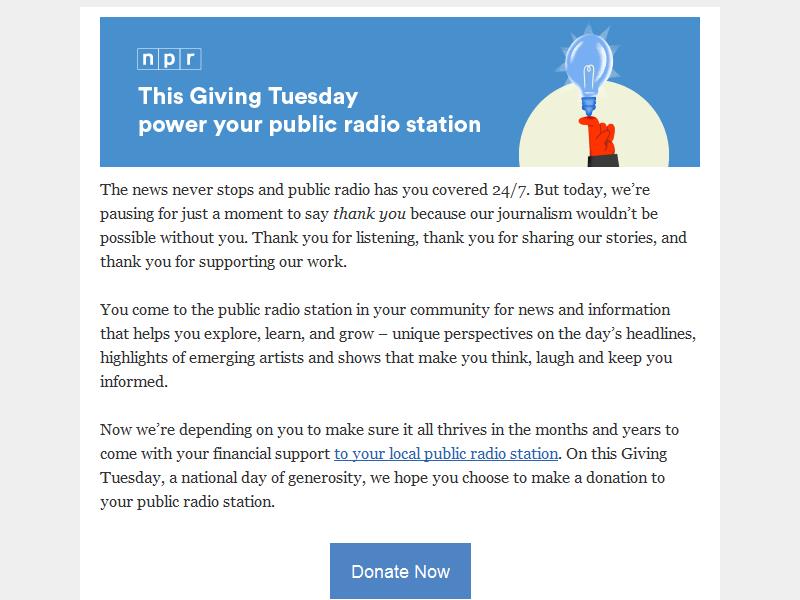 npr
This Giving Tuesday
power your public radio station
The news never stops and public radio has you covered 24/7. But today, we’re
pausing for just a moment to say thank you because our journalism wouldn’t be
possible without you. Thank you for listening, thank you for sharing our stories, and
thank you for supporting our work.
You come to the public radio station in your community for news and information
that helps you explore, learn, and grow – unique perspectives on the day’s headlines,
highlights of emerging artists and shows that make you think, laugh and keep you
informed.
Now we’re depending on you to make sure it all thrives in the months and years to
come with your financial support to your local public radio station. On this Giving
Tuesday, a national day of generosity, we hope you choose to make a donation to
your public radio station.
Donate Now